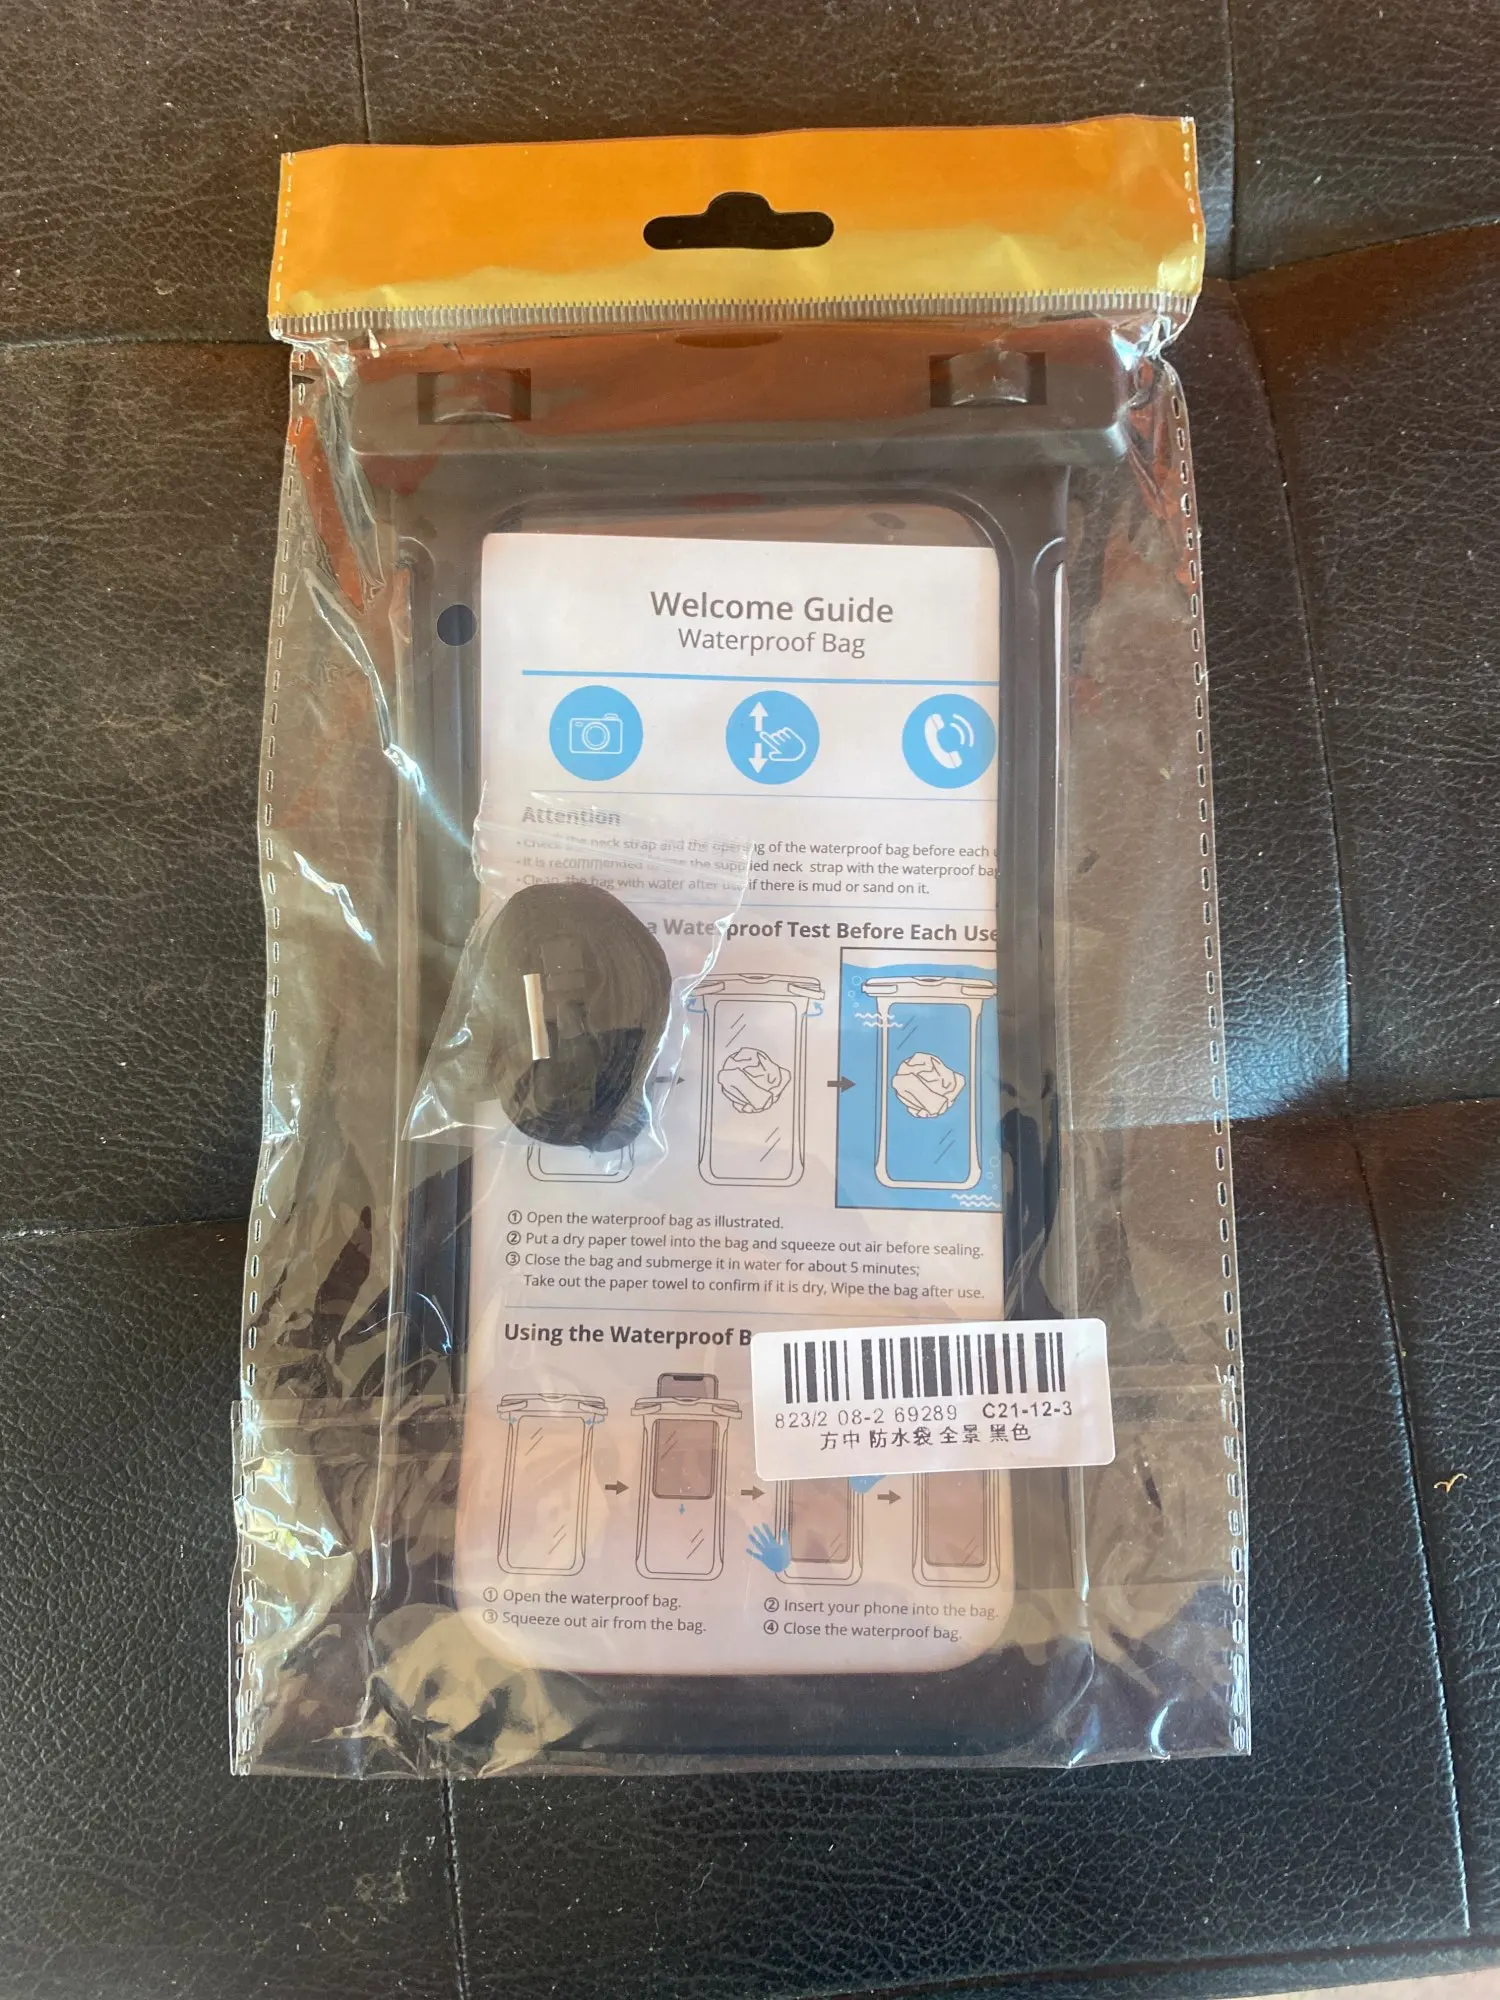 Welcome Guide
Waterproof Bag
Attention
• Check the neck strap and the opening of the waterproof bag before each
• It is recommended to use the supplied neck strap with the waterproof bag
• Clean the bag with water after use if there is mud or sand on it.
a Waterproof Test Before Each Use
① Open the waterproof bag as illustrated.
② Put a dry paper towel into the bag and squeeze out air before sealing.
③ Close the bag and submerge it in water for about 5 minutes;
Take out the paper towel to confirm if it is dry, Wipe the bag after use.
Using the Waterproof B
823/2 08-2 69289 C21-12-3
方中 防水袋 全景 黑色
① Open the waterproof bag.
② Insert your phone into the bag.
③ Squeeze out air from the bag.
④ Close the waterproof bag.